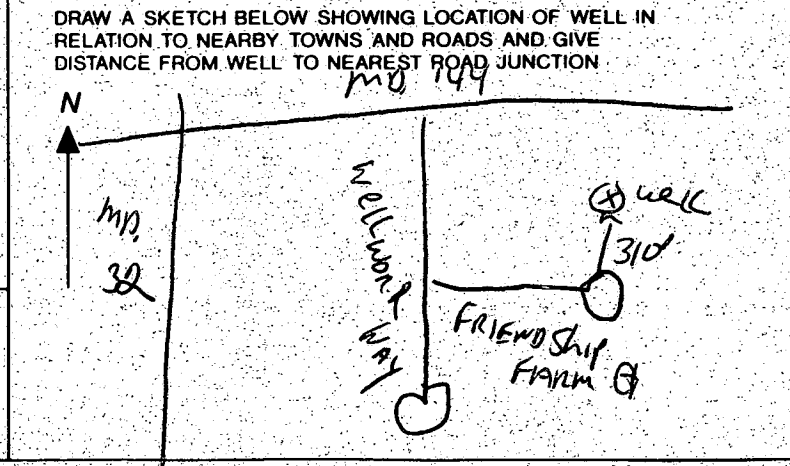 DRAW A SKETCH BELOW SHOWING LOCATION OF WELL IN
RELATION TO NEARBY TOWNS AND ROADS AND GIVE
DISTANCE FROM WELL TO NEAREST ROAD JUNCTION
MD 144
N
MD.
32
Wellworth
WAY
well
310'
FRIENDShip
FARM